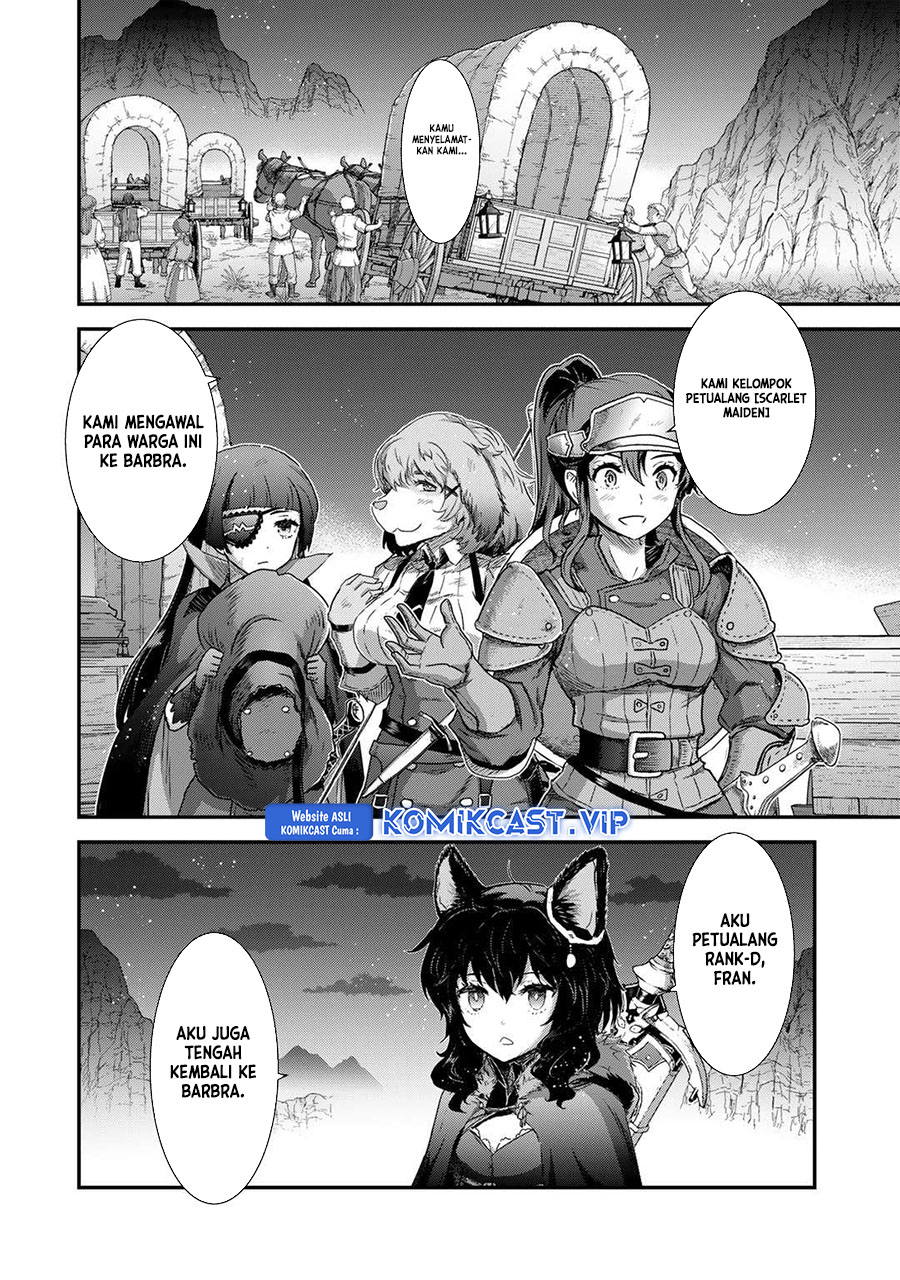 KAMU
MENYELAMAT-
KAN KAMI...
KAMI KELOMPOK
PETUALANG [SCARLET
MAIDEN]
KAMI MENGAWAL
PARA WARGA INI
KE BARBRA.
Website ASLI
KOMIKCAST Cuma :
KOMIKCAST.VIP
AKU
PETUALANG
RANK-D,
FRAN.
AKU JUGA
TENGAH
KEMBALI KE
BARBRA.